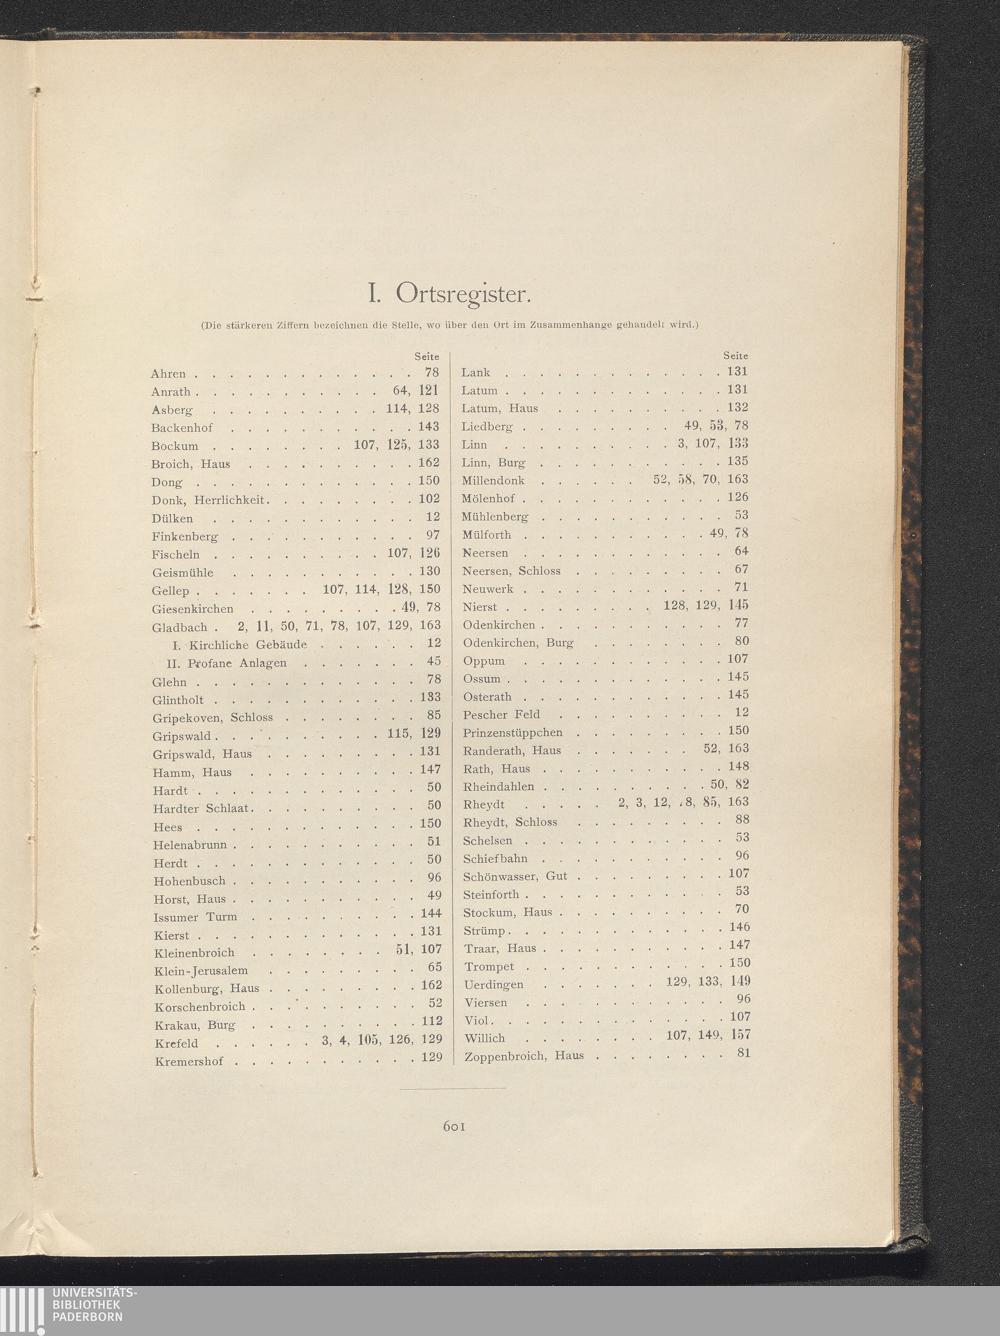 I. Ortsregister.
(Die stärkeren Ziffern bezeichnen die Stelle, wo über den Ort im Zusammenhange gehandelt wird.)
Seite
Ahren . . . . . . . . . . . . . 78
Anrath . . . . . . . . . . . 64, 121
Asberg . . . . . . . . . . 114, 128
Backenhof . . . . . . . . . . . 143
Bockum . . . . . . . . 107, 125, 133
Broich, Haus . . . . . . . . . . 162
Dong . . . . . . . . . . . . . 150
Donk, Herrlichkeit. . . . . . . . . 102
Dülken . . . . . . . . . . . . 12
Finkenberg . . . . . . . . . . . 97
Fischeln . . . . . . . . . . 107, 126
Geismühle . . . . . . . . . . . 130
Gellep . . . . . . . 107, 114, 128, 150
Giesenkirchen . . . . . . . . . 49, 78
Gladbach . 2, 11, 50, 71, 78, 107, 129, 163
I. Kirchliche Gebäude . . . . . . 12
II. Profane Anlagen . . . . . . . 45
Glehn . . . . . . . . . . . . . 78
Glintholt . . . . . . . . . . . . 133
Gripekoven, Schloss . . . . . . . . 85
Gripswald . . . . . . . . . . 115, 129
Gripswald, Haus . . . . . . . . . 131
Hamm, Haus . . . . . . . . . . 147
Hardt . . . . . . . . . . . . . 50
Hardter Schlaat. . . . . . . . . . 50
Hees . . . . . . . . . . . . . 150
Helenabrunn . . . . . . . . . . . 51
Herdt . . . . . . . . . . . . . 50
Hohenbusch . . . . . . . . . . . 96
Horst, Haus . . . . . . . . . . . 49
Issumer Turm . . . . . . . . . . 144
Kierst . . . . . . . . . . . . . 131
Kleinenbroich . . . . . . . . 51, 107
Klein-Jerusalem . . . . . . . . . 65
Kollenburg, Haus . . . . . . . . . 162
Korschenbroich . . . . . . . . . . 52
Krakau, Burg . . . . . . . . . . 112
Krefeld . . . . . . 3, 4, 105, 126, 129
Kremershof . . . . . . . . . . . 129
Seite
Lank . . . . . . . . . . . . . 131
Latum . . . . . . . . . . . . . 131
Latum, Haus . . . . . . . . . . 132
Liedberg . . . . . . . . . 49, 53, 78
Linn . . . . . . . . . . 3, 107, 133
Linn, Burg . . . . . . . . . . . 135
Millendonk . . . . . . 52, 58, 70, 163
Mölenhof . . . . . . . . . . . . 126
Mühlenberg . . . . . . . . . . . 53
Mülforth . . . . . . . . . . . 49, 78
Neersen . . . . . . . . . . . . 64
Neersen, Schloss . . . . . . . . . 67
Neuwerk . . . . . . . . . . . . 71
Nierst . . . . . . . . . 128, 129, 145
Odenkirchen . . . . . . . . . . . 77
Odenkirchen, Burg . . . . . . . . 80
Oppum . . . . . . . . . . . . 107
Ossum . . . . . . . . . . . . . 145
Osterath . . . . . . . . . . . . 145
Pescher Feld . . . . . . . . . . 12
Prinzenstüppchen . . . . . . . . . 150
Randerath, Haus . . . . . . . 52, 163
Rath, Haus . . . . . . . . . . . 148
Rheindahlen . . . . . . . . . . 50, 82
Rheydt . . . . . 2, 3, 12, 85, 163
Rheydt, Schloss . . . . . . . . . 88
Schelsen . . . . . . . . . . . . 53
Schiefbahn . . . . . . . . . . . 96
Schönwasser, Gut . . . . . . . . . 107
Steinforth . . . . . . . . . . . . 53
Stockum, Haus . . . . . . . . . . 70
Strümp . . . . . . . . . . . . . 146
Traar, Haus . . . . . . . . . . . 147
Trompet . . . . . . . . . . . . 150
Uerdingen . . . . . . . 129, 133, 149
Viersen . . . . . . . . . . . . 96
Viol . . . . . . . . . . . . . . 107
Willich . . . . . . . . 107, 149, 157
Zoppenbroich, Haus . . . . . . . . 81
601
UNIVERSITÄTS-
BIBLIOTHEK
PADERBORN